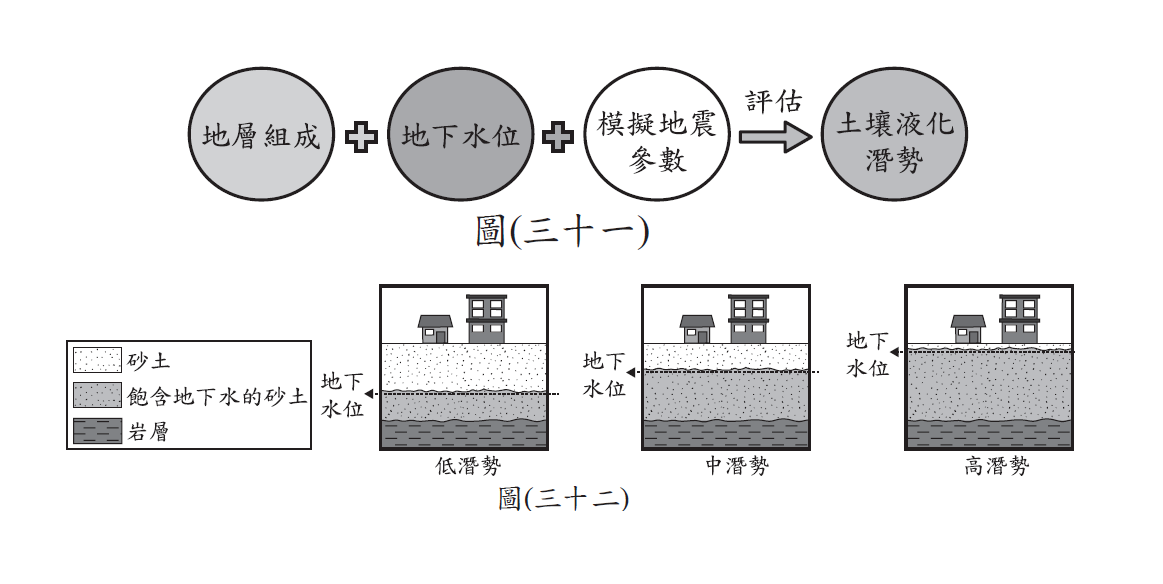 地層組成
地下水位
模擬地震
參數
評估
土壤液化
潛勢
圖(三十一)
砂土
飽含地下水的砂土
岩層
地下
水位
低潛勢
地下
水位
中潛勢
地下
水位
高潛勢
圖(三十二)